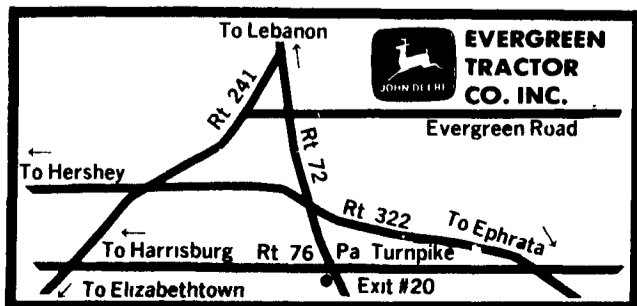 To Lebanon
EVERGREEN
TRACTOR
CO. INC.
JOHN DEERE
Rt 241
Evergreen Road
Rt 72
To Hershey
Rt 322
To Ephrata
To Harrisburg Rt 76 Pa Turnpike
To Elizabethtown
Exit #20